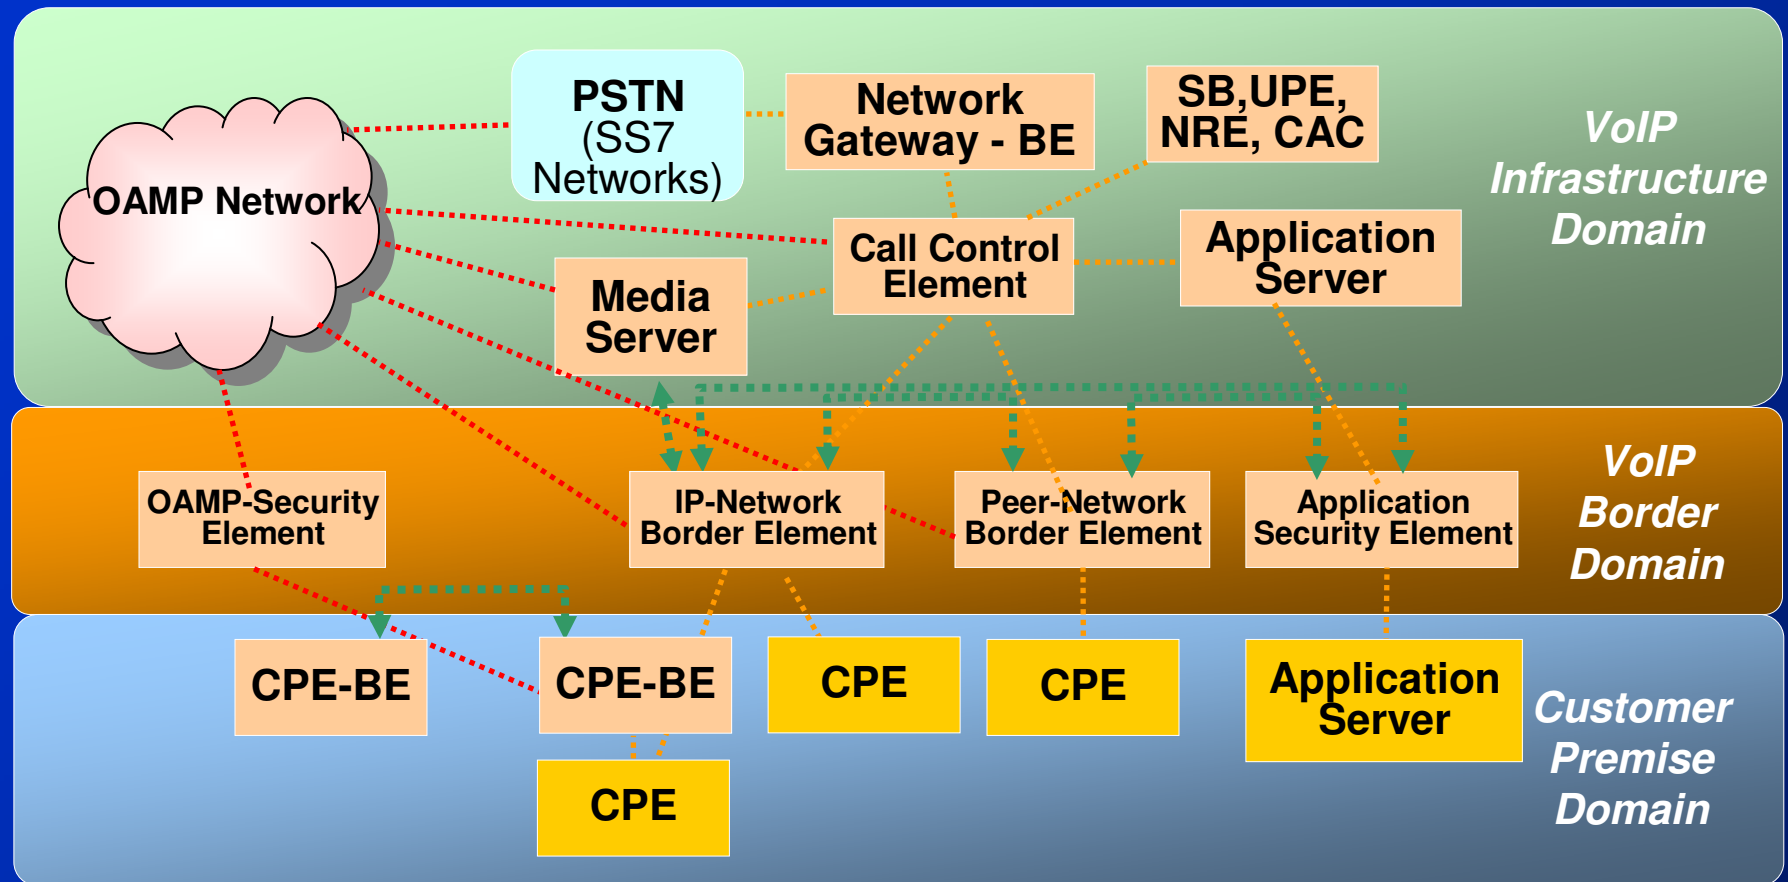 PSTN
(SS7
Networks)
Network
Gateway - BE
SB,UPE,
NRE, CAC
VoIP
Infrastructure
Domain
OAMP Network
Call Control
Element
Application
Server
Media
Server
VoIP
Border
Domain
OAMP-Security
Element
IP-Network
Border Element
Peer-Network
Border Element
Application
Security Element
CPE-BE
CPE-BE
CPE
CPE
Application
Server
Customer
Premise
Domain
CPE